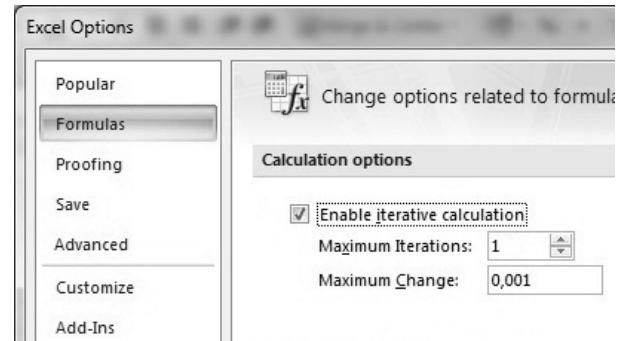 Excel Options
Popular
Formulas
Proofing
Save
Advanced
Customize
Add-Ins
fx Change options related to formula
Calculation options
Enable iterative calculation
Maximum Iterations: 1
Maximum Change: 0,001